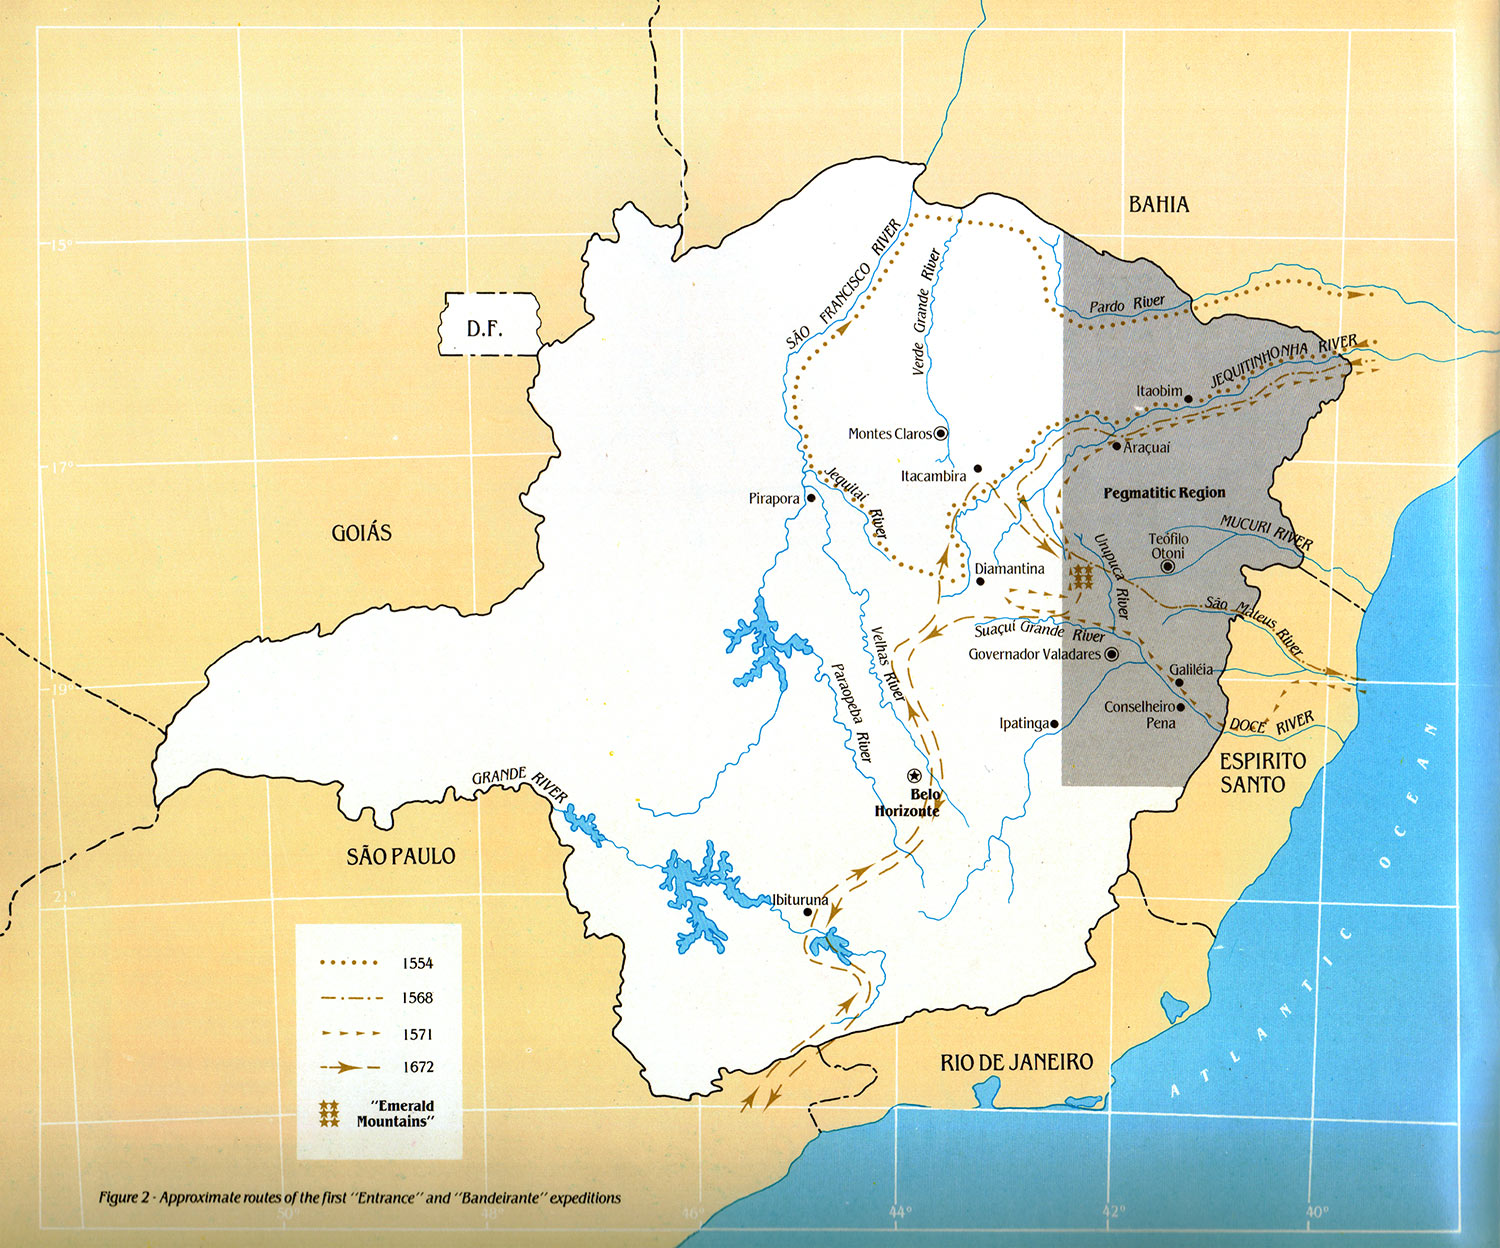 BAHIA
15°
SÃO FRANCISCO RIVER
Verde Grande River
Pardo River
D.F.
JEQUITINHONHA RIVER
Itaobim
Montes Claros
Araçuaí
17°
Itacambira
Jequitaí River
Pirapora
Pegmatitic Region
GOIÁS
MUCURI RIVER
Teófilo
Otoni
Urupuca River
Diamantina
São Mateus River
Suaçuí Grande River
Velhas River
Governador Valadares
Galiléia
19°
Paraopeba River
Conselheiro
Pena
Ipatinga
DOCE RIVER
ESPIRITO
SANTO
GRANDE RIVER
Belo
Horizonte
SÃO PAULO
21°
Ibituruna
ATLANTIC OCEAN
1554
1568
1571
1672
"Emerald
Mountains"
RIO DE JANEIRO
Figure 2 - Approximate routes of the first "Entrance" and "Bandeirante" expeditions
50°
48°
46°
44°
42°
40°